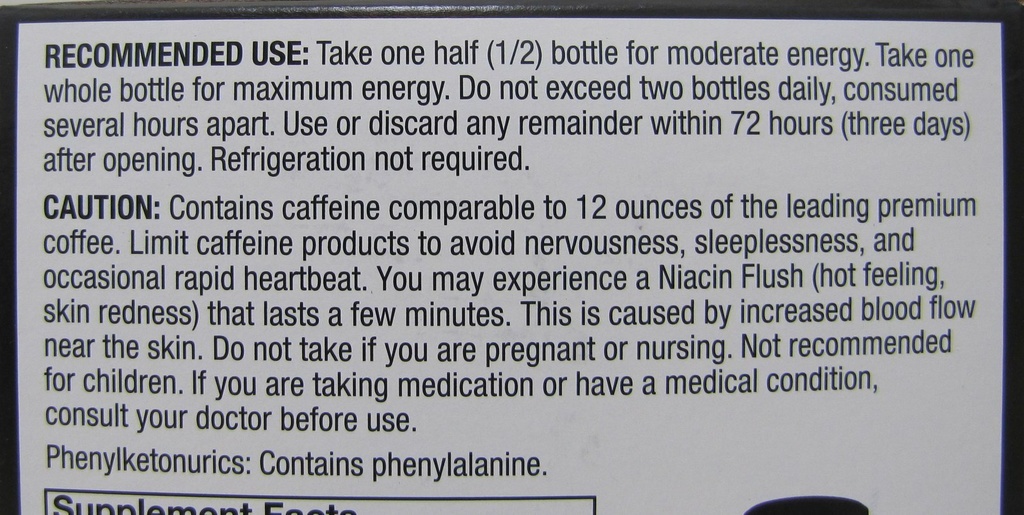 RECOMMENDED USE: Take one half (1/2) bottle for moderate energy. Take one
whole bottle for maximum energy. Do not exceed two bottles daily, consumed
several hours apart. Use or discard any remainder within 72 hours (three days)
after opening. Refrigeration not required.
CAUTION: Contains caffeine comparable to 12 ounces of the leading premium
coffee. Limit caffeine products to avoid nervousness, sleeplessness, and
occasional rapid heartbeat. You may experience a Niacin Flush (hot feeling,
skin redness) that lasts a few minutes. This is caused by increased blood flow
near the skin. Do not take if you are pregnant or nursing. Not recommended
for children. If you are taking medication or have a medical condition,
consult your doctor before use.
Phenylketonurics: Contains phenylalanine.
Supplement Facts